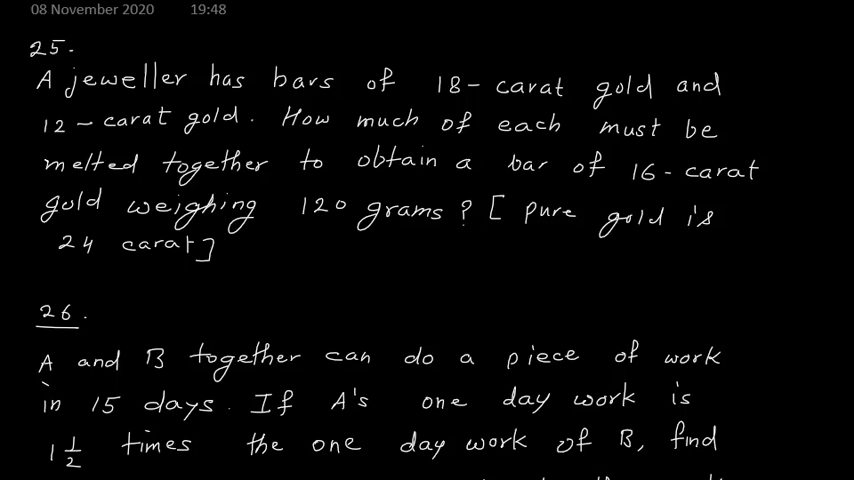 08 November 2020 19:48
25.
A jeweller has bars of 18-carat gold and
12-carat gold. How much of each must be
melted together to obtain a bar of 16-carat
gold weighing 120 grams? [pure gold is
24 carat]
26.
A and B together can do a piece of work
in 15 days. If A's one day work is
1 1/2 times the one day work of B, find